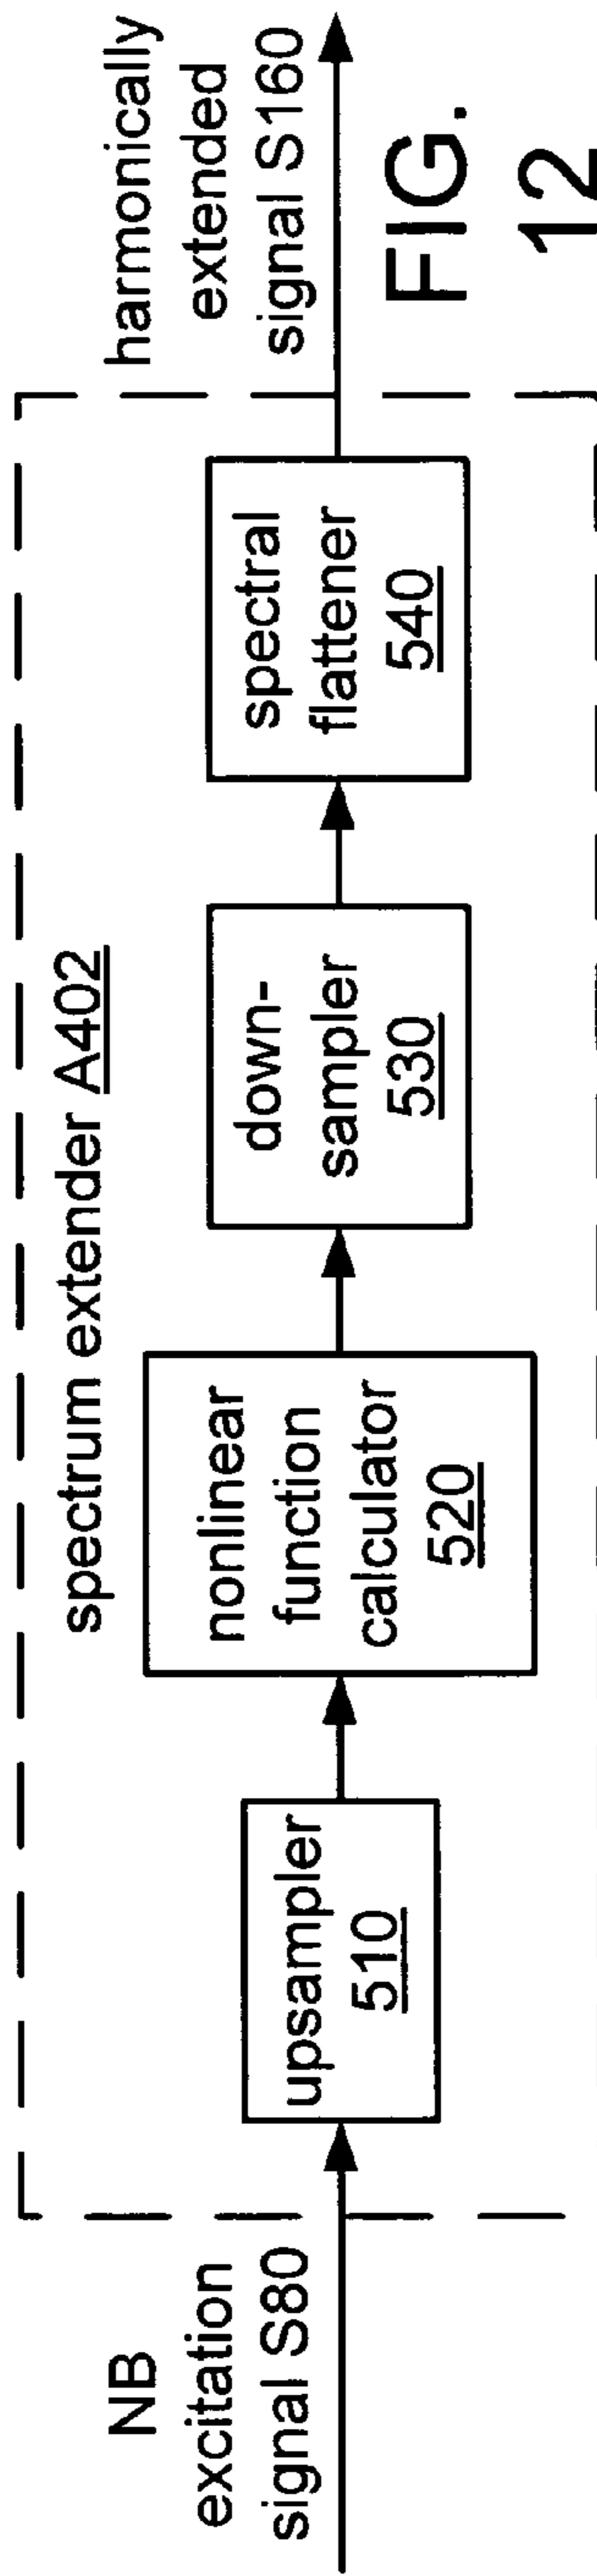 spectrum extender A402
NB
excitation
signal S80
upsampler
510
nonlinear
function
calculator
520
down-
sampler
530
spectral
flattener
540
harmonically
extended
signal S160
FIG.
12